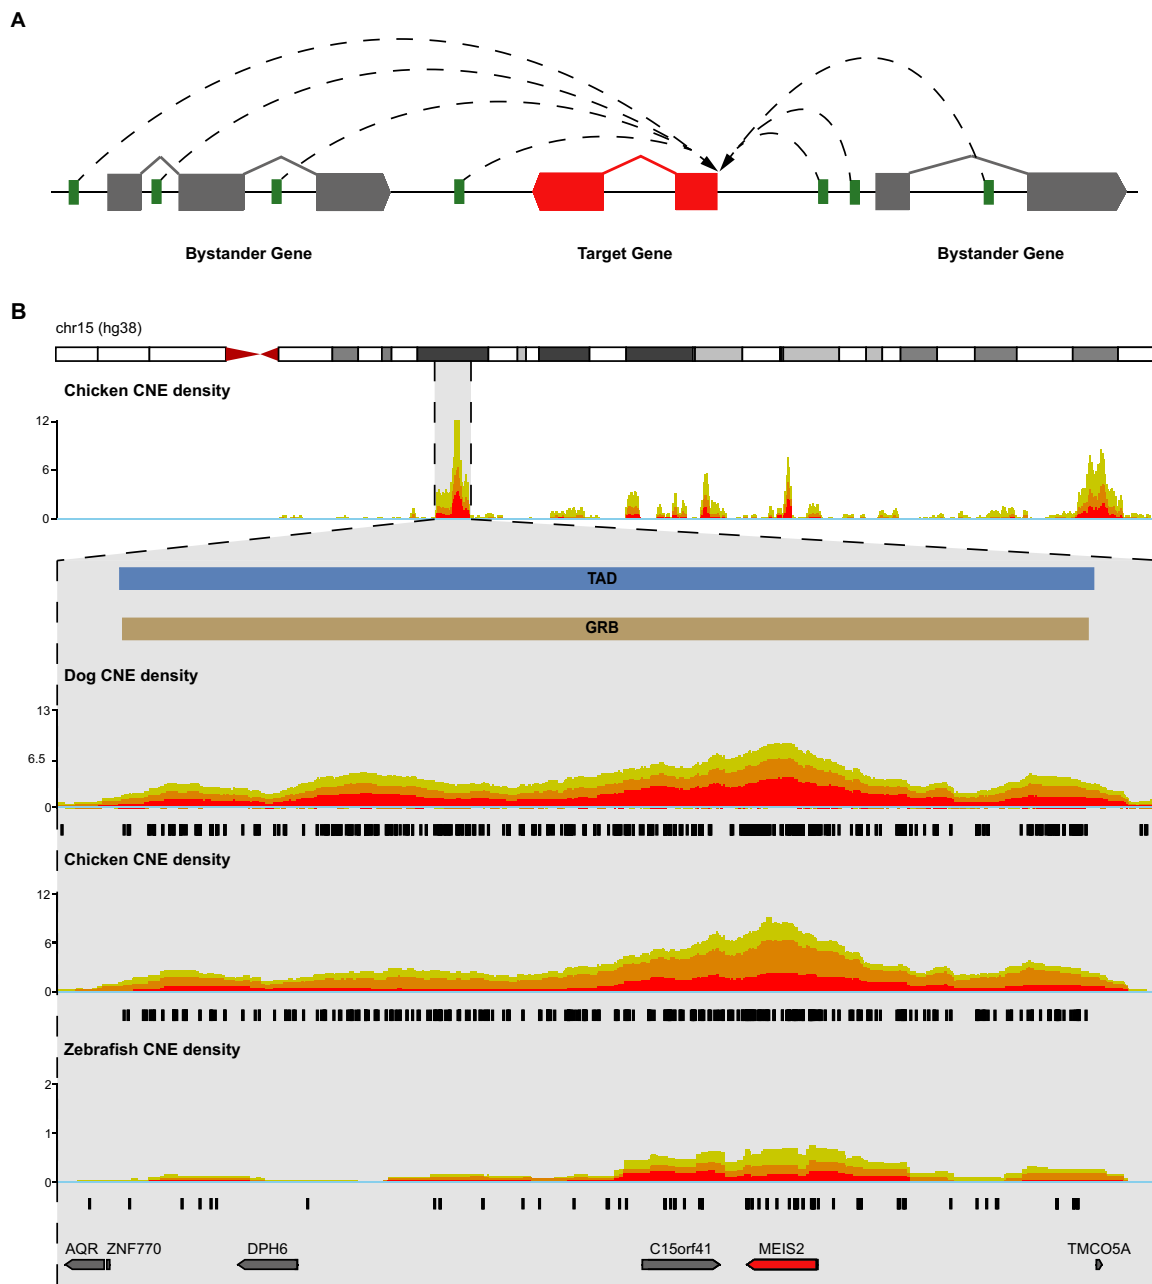 A
Bystander Gene
Target Gene
Bystander Gene
B
chr15 (hg38)
Chicken CNE density
12
6
0
TAD
GRB
Dog CNE density
13
6.5
0
Chicken CNE density
12
6
0
Zebrafish CNE density
2
1
0
AQR ZNF770 DPH6 C15orf41 MEIS2 TMCO5A